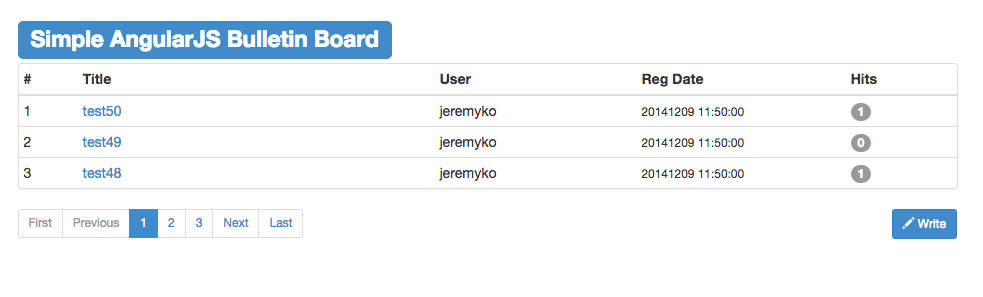 Simple AngularJS Bulletin Board
# Title User Reg Date Hits
1 test50 jeremyko 20141209 11:50:00 1
2 test49 jeremyko 20141209 11:50:00 0
3 test48 jeremyko 20141209 11:50:00 1
First Previous 1 2 3 Next Last Write